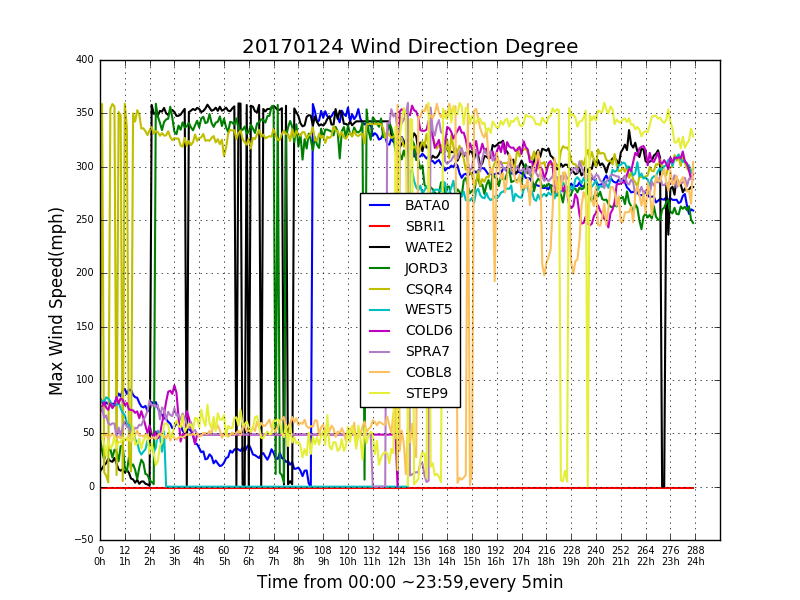 20170124 Wind Direction Degree
Max Wind Speed(mph)
400
350
300
250
200
150
100
50
0
−50
BATA0
SBRI1
WATE2
JORD3
CSQR4
WEST5
COLD6
SPRA7
COBL8
STEP9
0 12 24 36 48 60 72 84 96 108 120 132 144 156 168 180 192 204 216 228 240 252 264 276 288
0h 1h 2h 3h 4h 5h 6h 7h 8h 9h 10h 11h 12h 13h 14h 15h 16h 17h 18h 19h 20h 21h 22h 23h 24h
Time from 00:00 ~23:59,every 5min